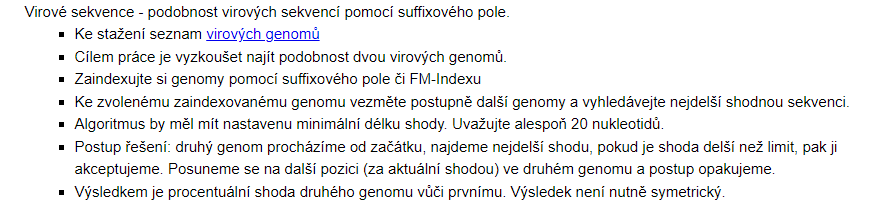 Virové sekvence - podobnost virových sekvencí pomocí suffixového pole.
▪ Ke stažení seznam virových genomů
▪ Cílem práce je vyzkoušet najít podobnost dvou virových genomů.
▪ Zaindexujte si genomy pomocí suffixového pole či FM-Indexu
▪ Ke zvolenému zaindexovanému genomu vezměte postupně další genomy a vyhledávejte nejdelší shodnou sekvenci.
▪ Algoritmus by měl mít nastavenu minimální délku shody. Uvažujte alespoň 20 nukleotidů.
▪ Postup řešení: druhý genom procházíme od začátku, najdeme nejdelší shodu, pokud je shoda delší než limit, pak ji
akceptujeme. Posuneme se na další pozici (za aktuální shodou) ve druhém genomu a postup opakujeme.
▪ Výsledkem je procentuální shoda druhého genomu vůči prvnímu. Výsledek není nutně symetrický.